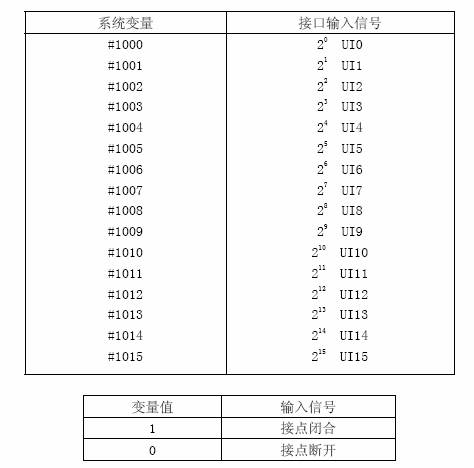 系统变量 接口输入信号
#1000 2⁰ UI0
#1001 2¹ UI1
#1002 2² UI2
#1003 2³ UI3
#1004 2⁴ UI4
#1005 2⁵ UI5
#1006 2⁶ UI6
#1007 2⁷ UI7
#1008 2⁸ UI8
#1009 2⁹ UI9
#1010 2¹⁰ UI10
#1011 2¹¹ UI11
#1012 2¹² UI12
#1013 2¹³ UI13
#1014 2¹⁴ UI14
#1015 2¹⁵ UI15
变量值 输入信号
1 接点闭合
0 接点断开